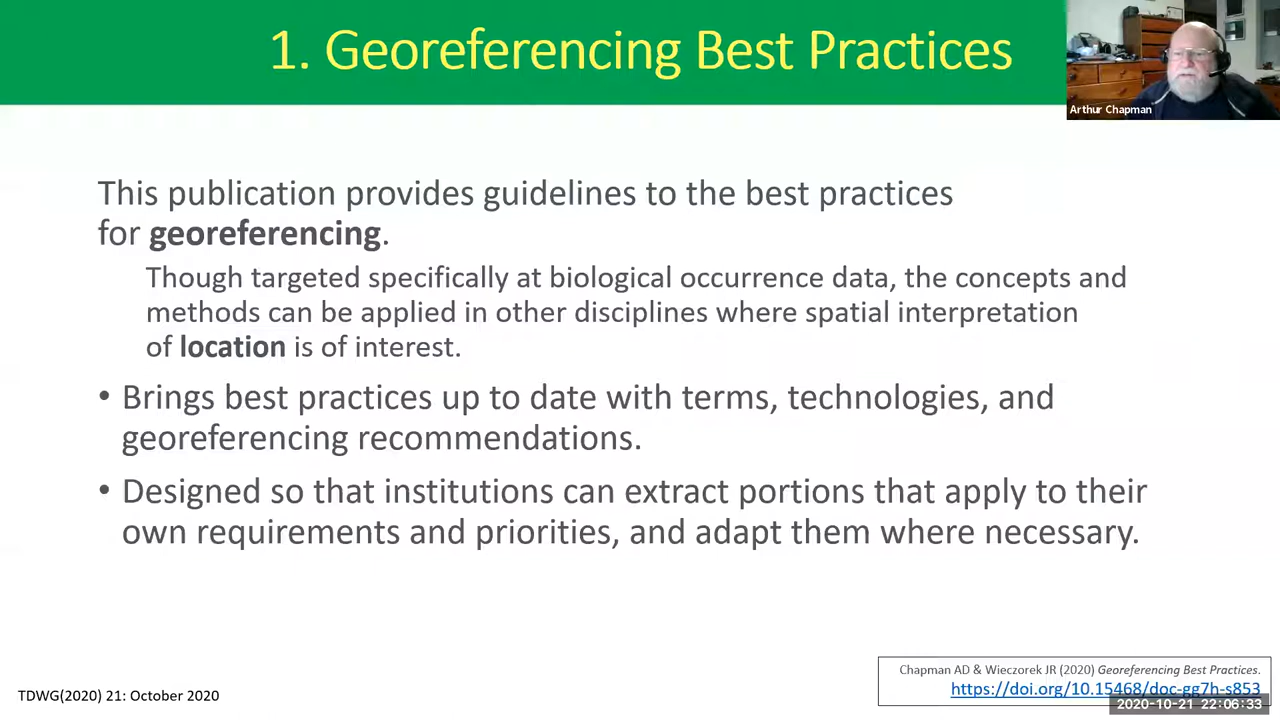 1. Georeferencing Best Practices
Arthur Chapman
This publication provides guidelines to the best practices
for georeferencing.
Though targeted specifically at biological occurrence data, the concepts and
methods can be applied in other disciplines where spatial interpretation
of location is of interest.
• Brings best practices up to date with terms, technologies, and
georeferencing recommendations.
• Designed so that institutions can extract portions that apply to their
own requirements and priorities, and adapt them where necessary.
Chapman AD & Wieczorek JR (2020) Georeferencing Best Practices.
https://doi.org/10.15468/doc-gg7h-s853
TDWG(2020) 21: October 2020
2020-10-21 22:06:33